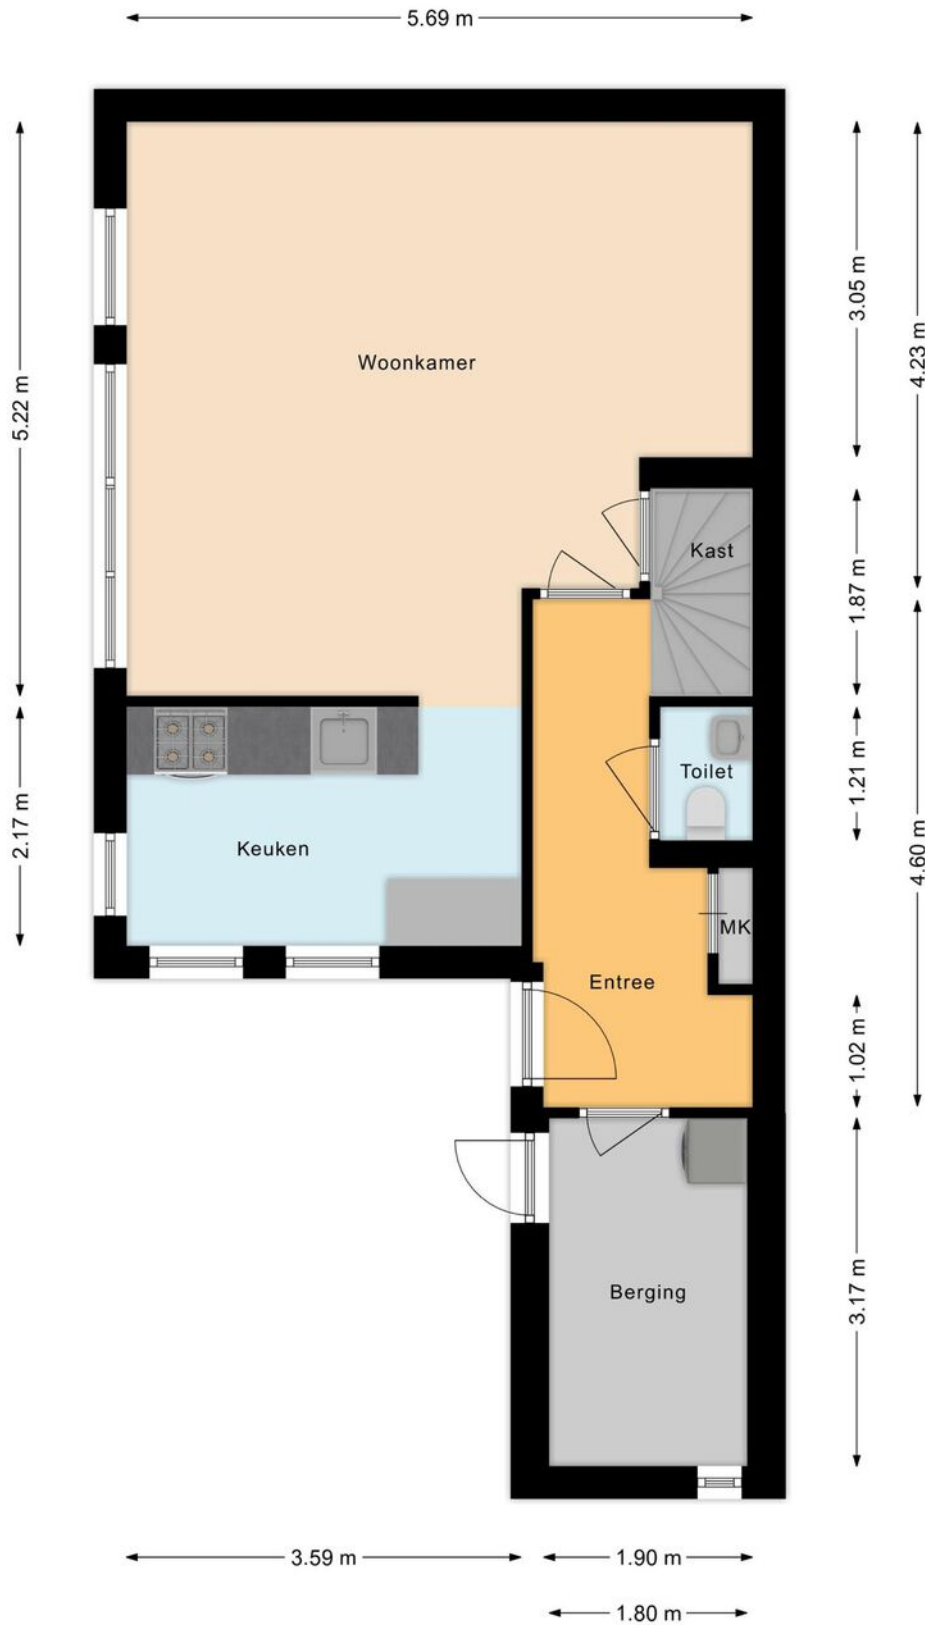 5.69 m
3.05 m
4.23 m
Woonkamer
5.22 m
Kast
1.87 m
Toilet
1.21 m
2.17 m
Keuken
4.60 m
MK
Entree
1.02 m
Berging
3.17 m
3.59 m
1.90 m
1.80 m